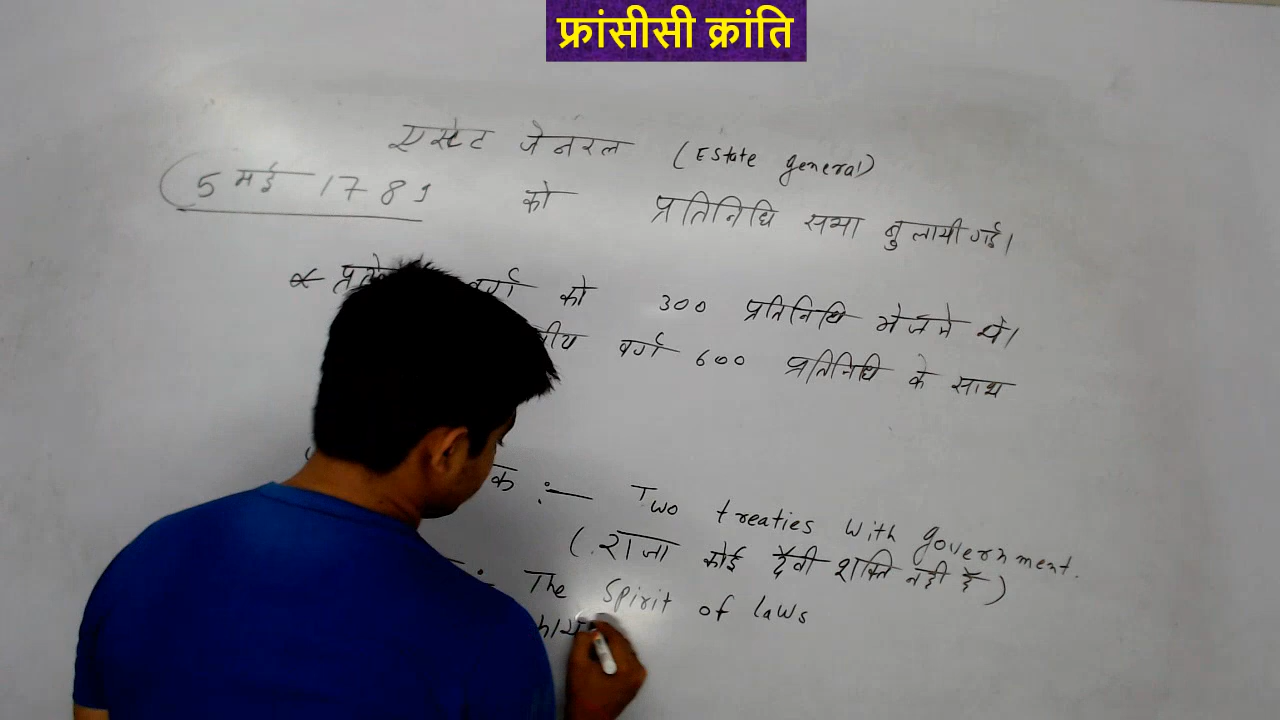 फ्रांसीसी क्रांति
एस्टेट जेनरल (Estate general)
(5 मई 1789 को प्रतिनिधि सभा बुलायी गई।
वर्ग को 300 प्रतिनिधि भेजने थे।
वर्ग 600 प्रतिनिधि के साथ
:— Two treaties with government.
(राजा कोई दैवी शक्ति नही है)
:- The Spirit of laws